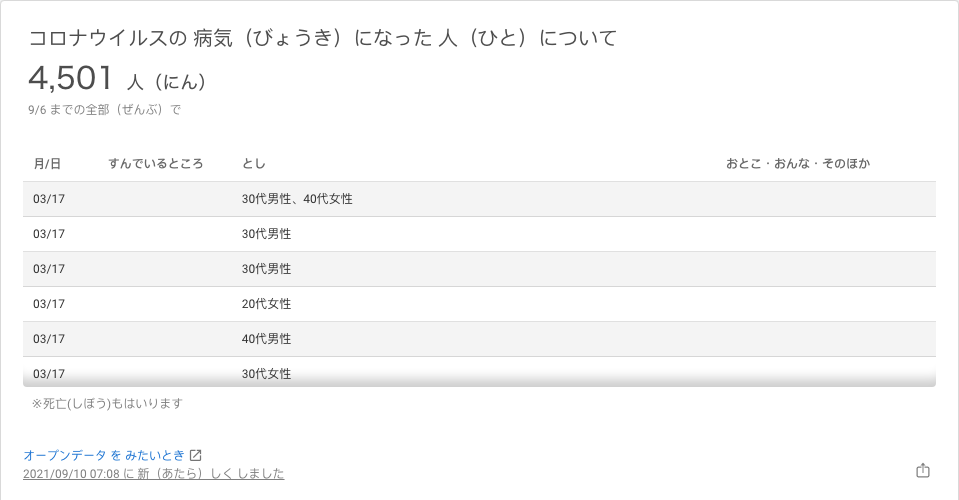 コロナウイルスの 病気（びょうき）になった 人（ひと）について
4,501 人（にん）
9/6 までの全部（ぜんぶ）で
月/日 すんでいるところ とし おとこ・おんな・そのほか
03/17 30代男性、40代女性
03/17 30代男性
03/17 30代男性
03/17 20代女性
03/17 40代男性
03/17 30代女性
※死亡(しぼう)もはいります
オープンデータ を みたいとき
2021/09/10 07:08 に 新（あたら）しく しました